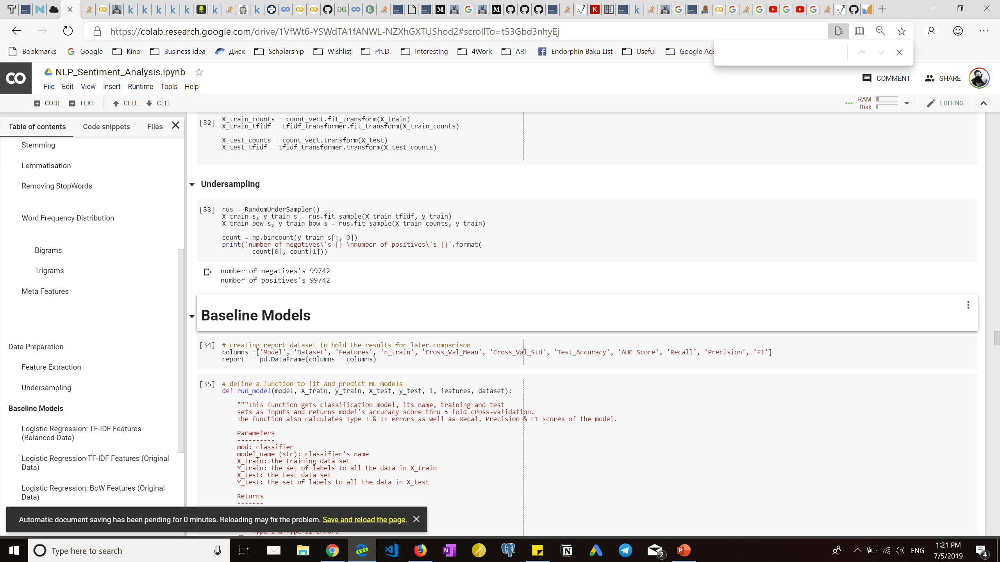 https://colab.research.google.com/drive/1VfWt6-YSWdTA1fANWL-NZXhGXTUShod2#scrollTo=t53Gbd3nhyEj
Bookmarks Google Kino Business İdea Диск Scholarship Wishlist Ph.D. Interesting 4Work ART Endorphin Baku List Useful Google Ads
CO NLP_Sentiment_Analysis.ipynb
COMMENT SHARE
File Edit View Insert Runtime Tools Help
CODE TEXT CELL CELL
RAM
Disk
EDITING
Table of contents Code snippets Files
Stemming
Lemmatisation
Removing StopWords
Word Frequency Distribution
Bigrams
Trigrams
Meta Features
Data Preparation
Feature Extraction
Undersampling
Baseline Models
Logistic Regression: TF-IDF Features
(Balanced Data)
Logistic Regression TF-IDF Features (Original
Data)
Logistic Regression: BoW Features (Original
Data)
[32] X_train_counts = count_vect.fit_transform(X_train)
X_train_tfidf = tfidf_transformer.fit_transform(X_train_counts)
X_test_counts = count_vect.transform(X_test)
X_test_tfidf = tfidf_transformer.transform(X_test_counts)
Undersampling
[33] rus = RandomUnderSampler()
X_train_s, y_train_s = rus.fit_sample(X_train_tfidf, y_train)
X_train_bow_s, y_train_bow_s = rus.fit_sample(X_train_counts, y_train)
count = np.bincount(y_train_s[:, 0])
print('number of negatives\'s {} \nnumber of positives\'s {}'.format(
count[0], count[1]))
number of negatives's 99742
number of positives's 99742
Baseline Models
[34] # creating report dataset to hold the results for later comparison
columns =['Model', 'Dataset', 'Features', 'n_train', 'Cross_Val_Mean', 'Cross_Val_Std', 'Test_Accuracy', 'AUC Score', 'Recall', 'Precision', 'F1']
report = pd.DataFrame(columns = columns)
[35] # define a function to fit and predict ML models
def run_model(model, X_train, y_train, X_test, y_test, i, features, dataset):
"""This function gets classification model, its name, training and test
sets as inputs and returns model's accuracy score thru 5 fold cross-validation.
The function also calculates Type I & II errors as well as Recal, Precision & F1 scores of the model.
Parameters
----------
mod: classifier
model_name (str): classifier's name
X_train: the training data set
Y_train: the set of labels to all the data in X_train
X_test: the test data set
Y_test: the set of labels to all the data in X_test
Returns
-------
Automatic document saving has been pending for 0 minutes. Reloading may fix the problem. Save and reload the page.
Type here to search
DEV
2
ENG
1:21 PM
7/5/2019
4